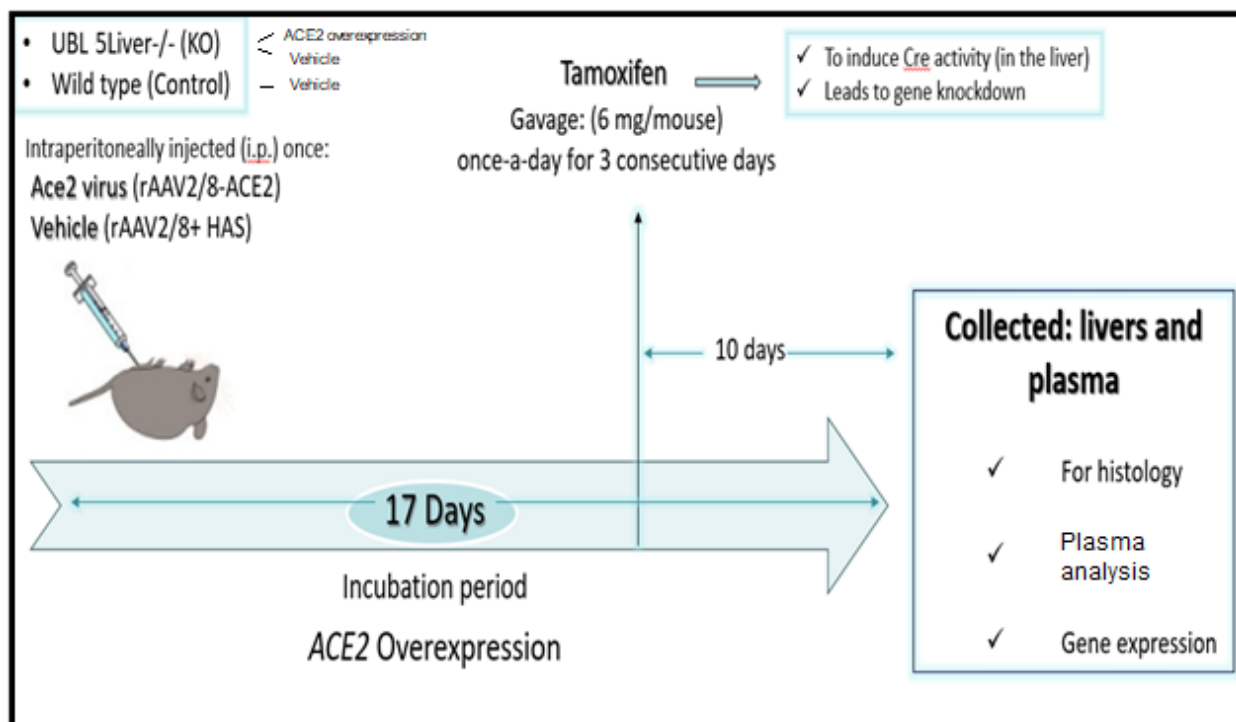 • UBL 5Liver-/- (KO)
ACE2 overexpression
Vehicle
• Wild type (Control)
– Vehicle
Intraperitoneally injected (i.p.) once:
Ace2 virus (rAAV2/8-ACE2)
Vehicle (rAAV2/8+ HAS)
Tamoxifen
Gavage: (6 mg/mouse)
once-a-day for 3 consecutive days
✓ To induce Cre activity (in the liver)
✓ Leads to gene knockdown
10 days
17 Days
Incubation period
ACE2 Overexpression
Collected: livers and
plasma
✓ For histology
✓ Plasma
analysis
✓ Gene expression